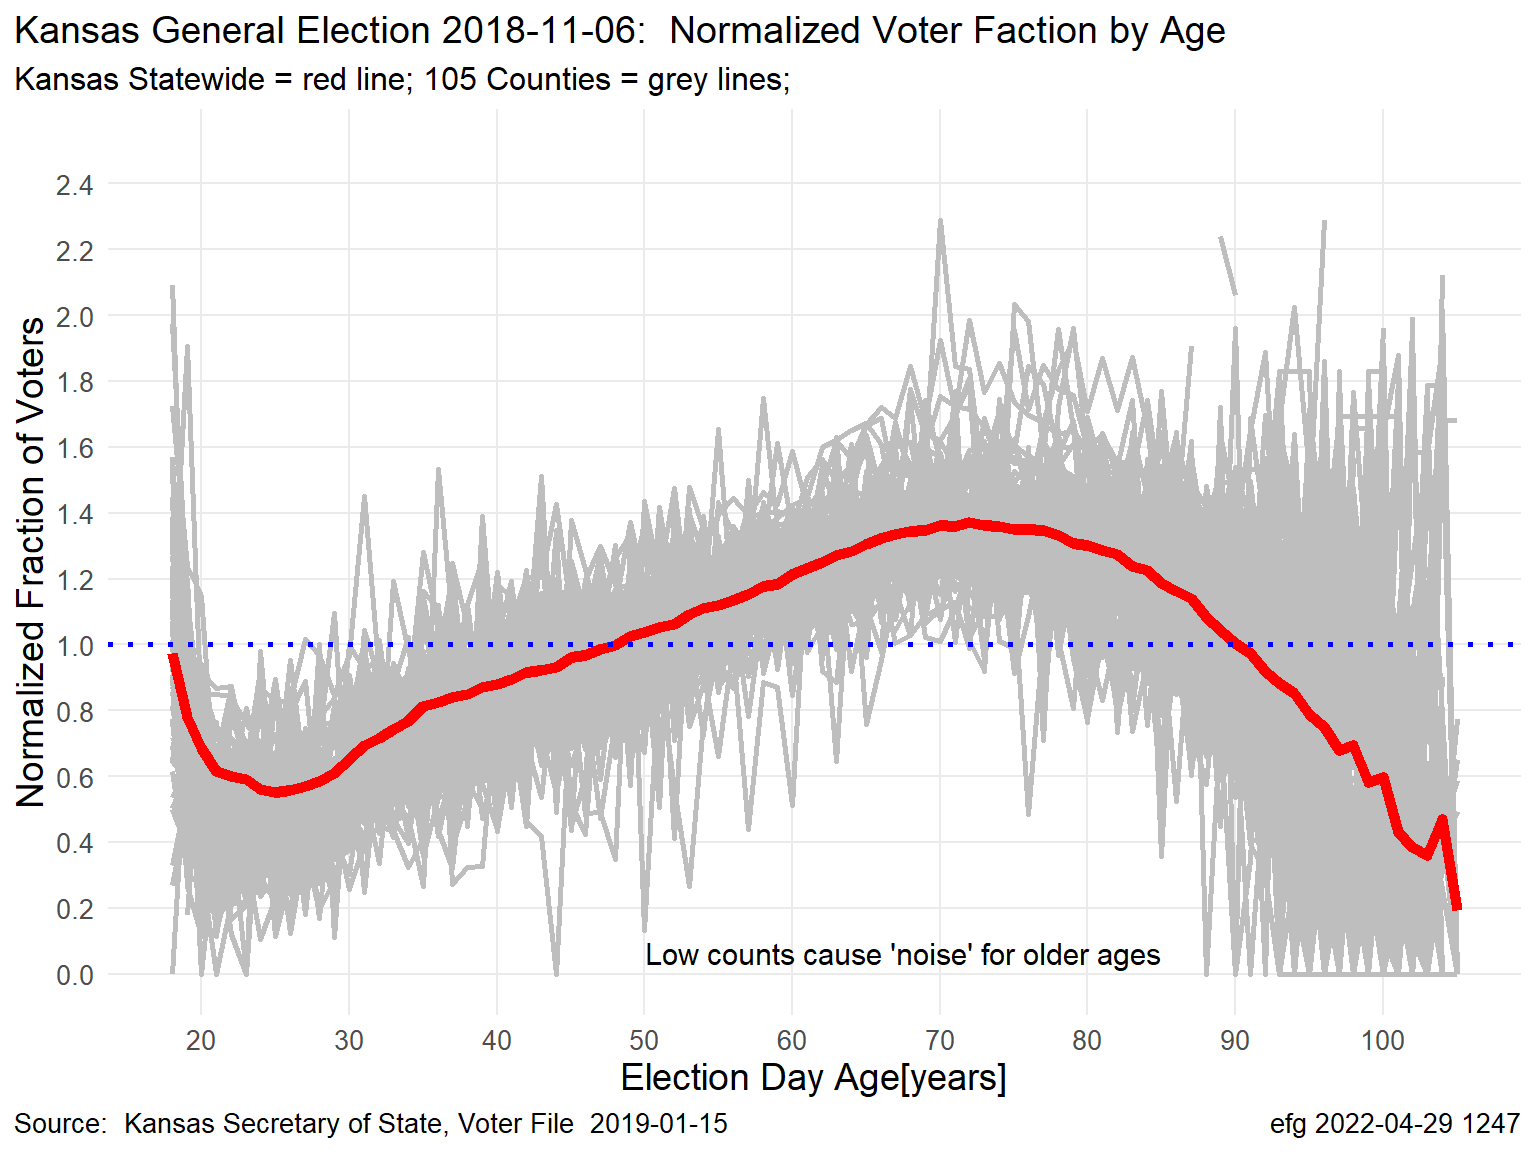 Kansas General Election 2018-11-06:  Normalized Voter Faction by Age
Kansas Statewide = red line; 105 Counties = grey lines;
Normalized Fraction of Voters
2.4
2.2
2.0
1.8
1.6
1.4
1.2
1.0
0.8
0.6
0.4
0.2
0.0
Low counts cause 'noise' for older ages
20 30 40 50 60 70 80 90 100
Election Day Age[years]
Source:  Kansas Secretary of State, Voter File  2019-01-15
efg 2022-04-29 1247